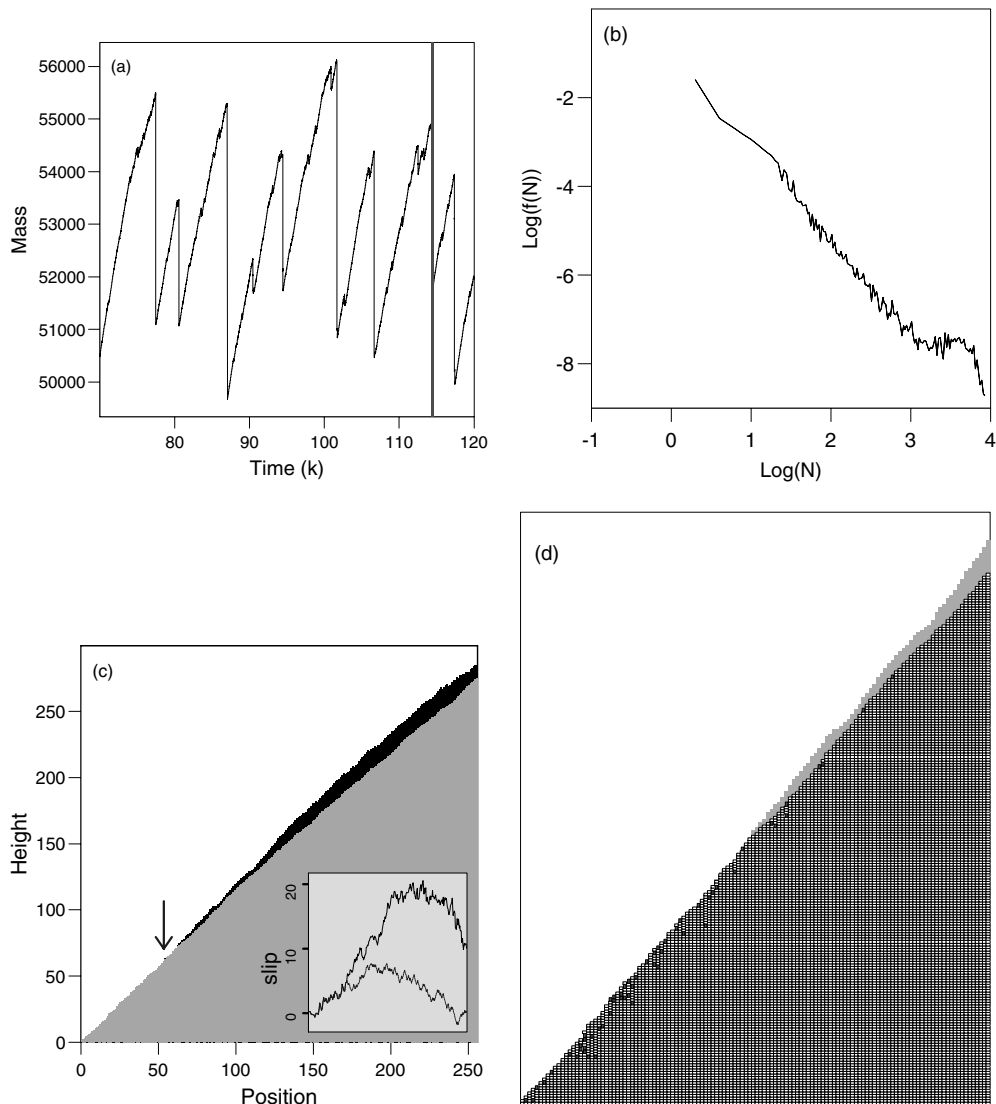 (a)
56000
55000
54000
53000
52000
51000
50000
Mass
80 90 100 110 120
Time (k)
(b)
-2
-4
-6
-8
Log(f(N))
-1 0 1 2 3 4
Log(N)
(c)
250
200
150
100
50
0
Height
0 50 100 150 200 250
Position
20
10
0
slip
(d)